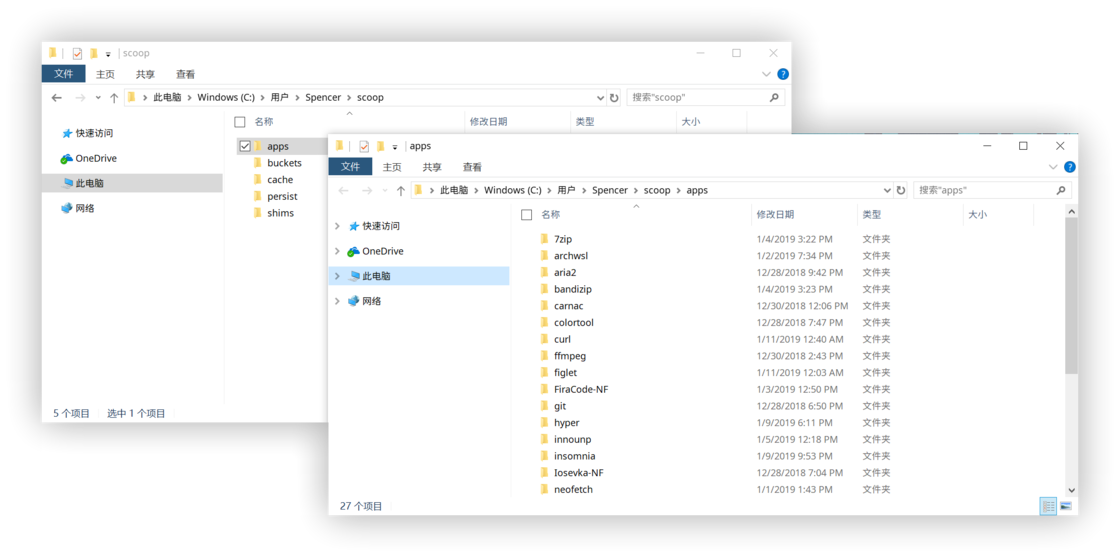 scoop
文件 主页 共享 查看
此电脑 Windows (C:) 用户 Spencer scoop 搜索"scoop"
快速访问
OneDrive
此电脑
网络
名称 修改日期 类型 大小
apps
buckets
cache
persist
shims
5 个项目 选中 1 个项目
apps
文件 主页 共享 查看
此电脑 Windows (C:) 用户 Spencer scoop apps 搜索"apps"
快速访问
OneDrive
此电脑
网络
名称 修改日期 类型 大小
7zip 1/4/2019 3:22 PM 文件夹
archwsl 1/2/2019 7:34 PM 文件夹
aria2 12/28/2018 9:42 PM 文件夹
bandizip 1/4/2019 3:23 PM 文件夹
carnac 12/30/2018 12:06 PM 文件夹
colortool 12/28/2018 7:47 PM 文件夹
curl 1/11/2019 12:40 AM 文件夹
ffmpeg 12/30/2018 2:43 PM 文件夹
figlet 1/11/2019 12:03 AM 文件夹
FiraCode-NF 1/3/2019 12:50 PM 文件夹
git 12/28/2018 6:50 PM 文件夹
hyper 1/9/2019 6:11 PM 文件夹
innounp 1/5/2019 12:18 PM 文件夹
insomnia 1/9/2019 9:53 PM 文件夹
Iosevka-NF 12/28/2018 7:04 PM 文件夹
neofetch 1/1/2019 1:43 PM 文件夹
27 个项目